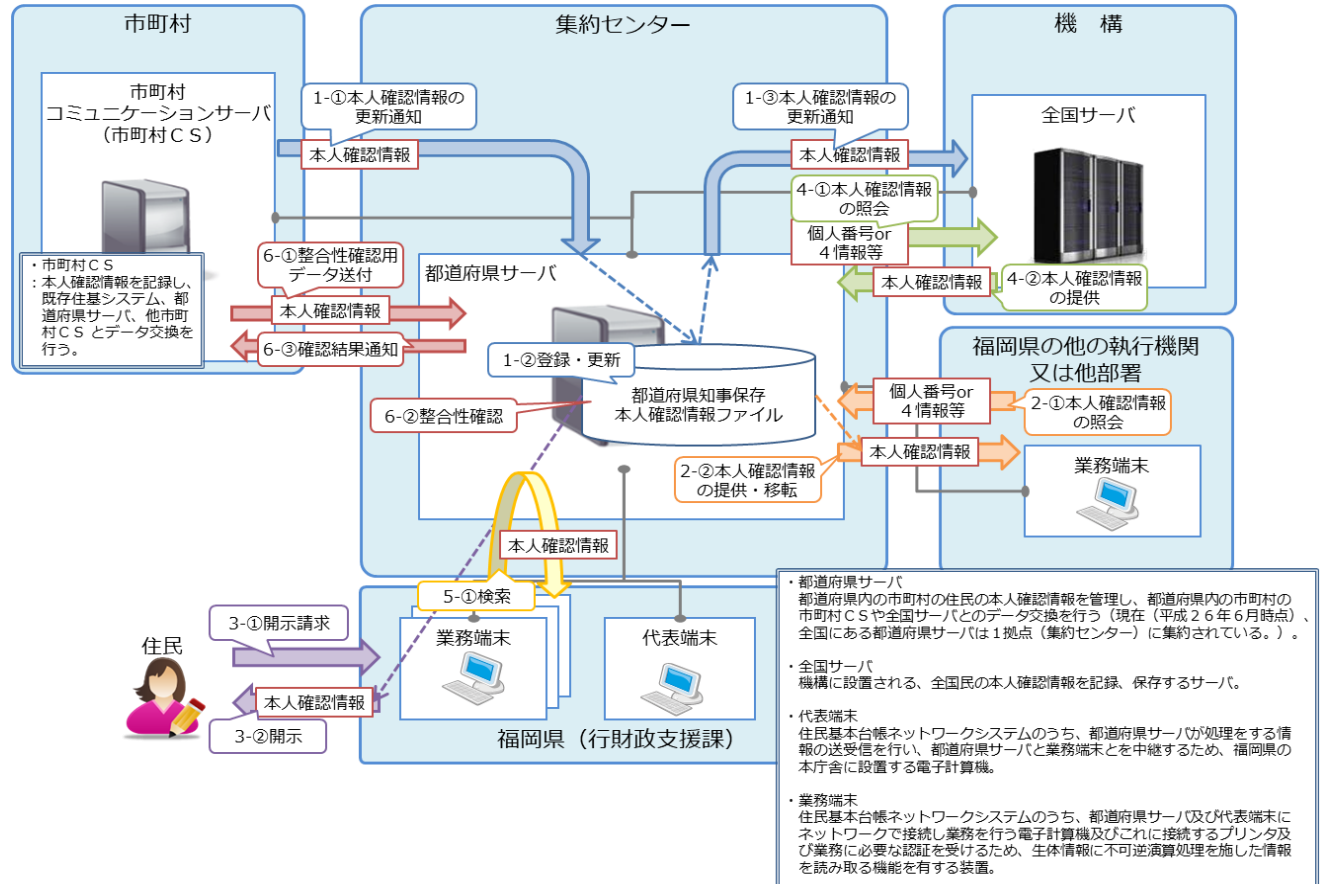 市町村
集約センター
機　構
市町村
コミュニケーションサーバ
（市町村ＣＳ）
1-①本人確認情報の
更新通知
本人確認情報
1-③本人確認情報の
更新通知
本人確認情報
全国サーバ
4-①本人確認情報
の照会
個人番号or
４情報等
本人確認情報
4-②本人確認情報
の提供
・市町村ＣＳ
：本人確認情報を記録し、
既存住基システム、都
道府県サーバ、他市町
村ＣＳ とデータ交換を
行う。
6-①整合性確認用
データ送付
本人確認情報
6-③確認結果通知
都道府県サーバ
1-②登録・更新
都道府県知事保存
本人確認情報ファイル
6-②整合性確認
福岡県の他の執行機関
又は他部署
個人番号or
４情報等
2-①本人確認情報
の照会
本人確認情報
2-②本人確認情報
の提供・移転
業務端末
本人確認情報
5-①検索
3-①開示請求
住民
本人確認情報
3-②開示
業務端末
代表端末
福岡県（行財政支援課）
・都道府県サーバ
都道府県内の市町村の住民の本人確認情報を管理し、都道府県内の市町村の
市町村ＣＳや全国サーバとのデータ交換を行う（現在（平成２６年６月時点）、
全国にある都道府県サーバは１拠点（集約センター）に集約されている。）。
・全国サーバ
機構に設置される、全国民の本人確認情報を記録、保存するサーバ。
・代表端末
住民基本台帳ネットワークシステムのうち、都道府県サーバが処理をする情
報の送受信を行い、都道府県サーバと業務端末とを中継するため、福岡県の
本庁舎に設置する電子計算機。
・業務端末
住民基本台帳ネットワークシステムのうち、都道府県サーバ及び代表端末に
ネットワークで接続し業務を行う電子計算機及びこれに接続するプリンタ及
び業務に必要な認証を受けるため、生体情報に不可逆演算処理を施した情報
を読み取る機能を有する装置。